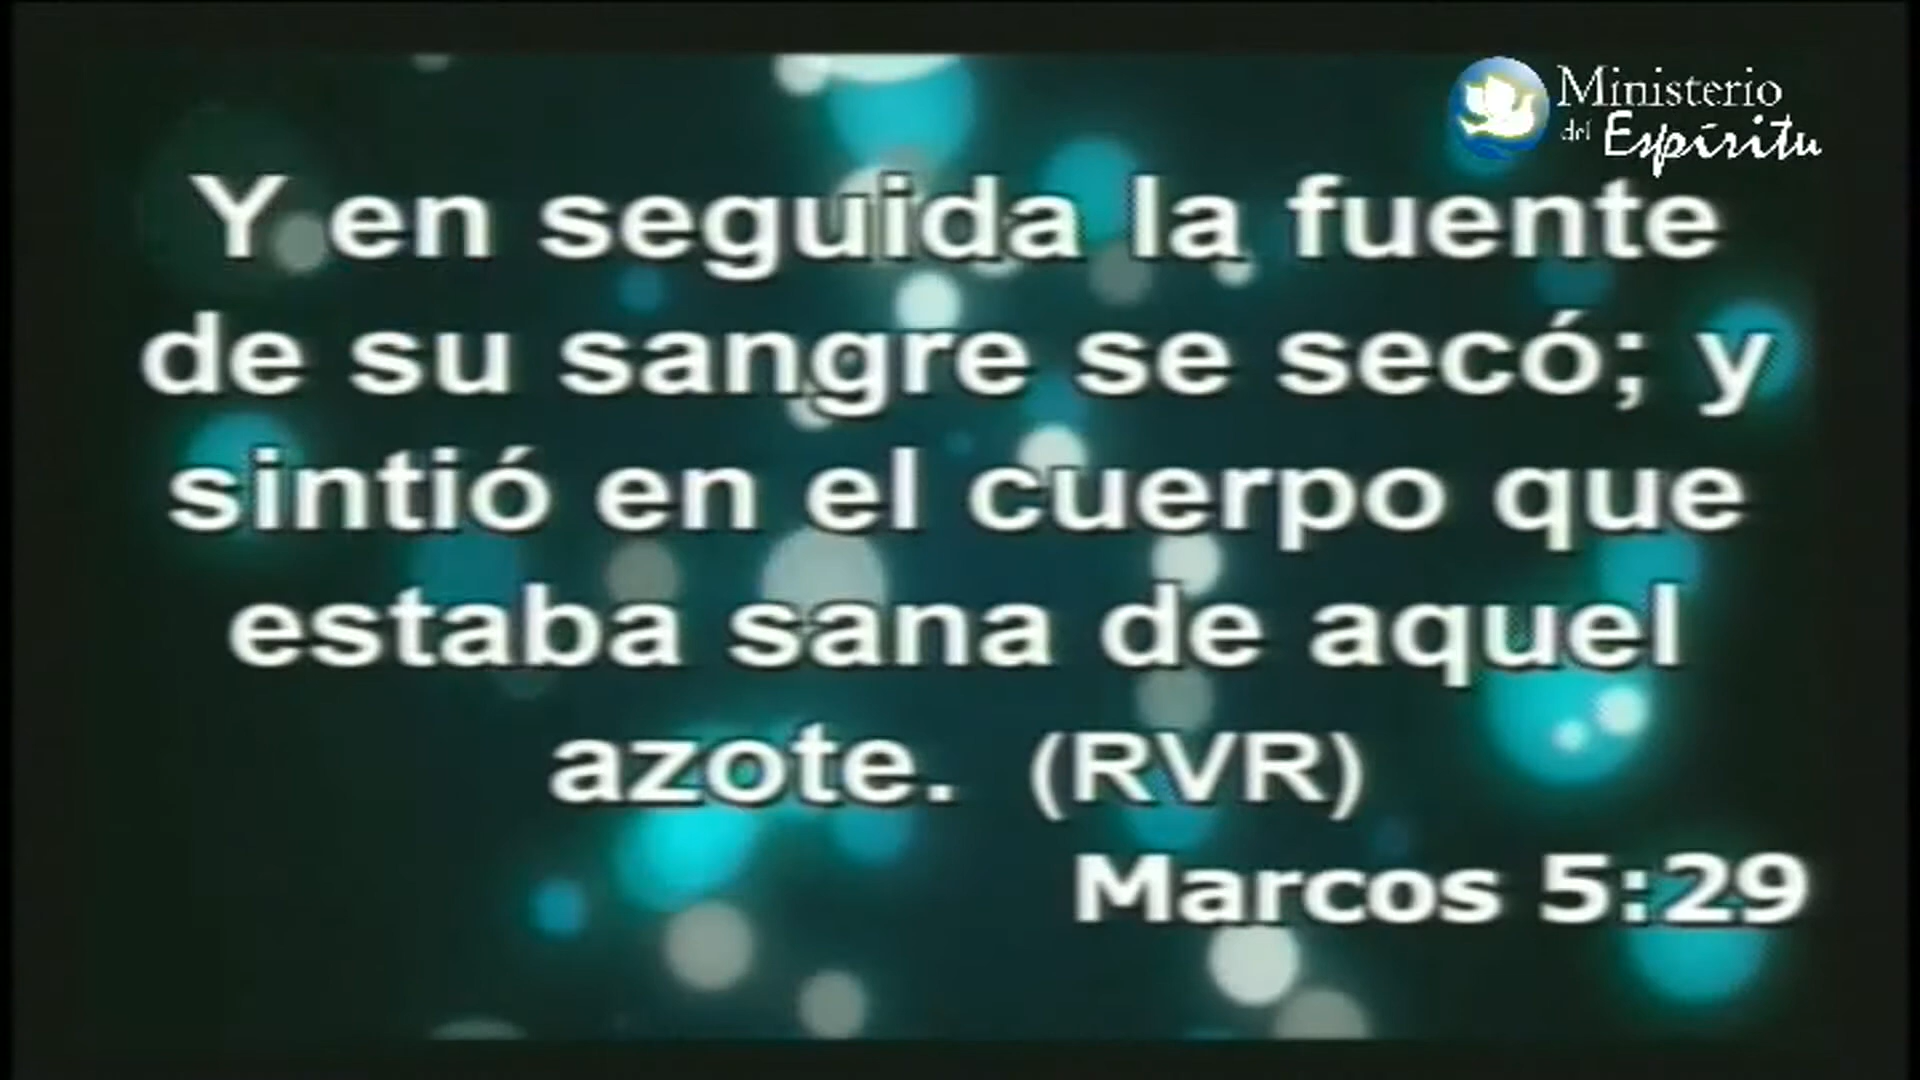 Ministerio
del Espíritu
Y en seguida la fuente
de su sangre se secó; y
sintió en el cuerpo que
estaba sana de aquel
azote. (RVR)
Marcos 5:29